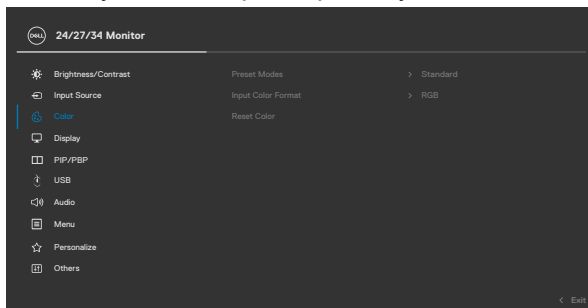 DELL 24/27/34 Monitor
Brightness/Contrast Preset Modes > Standard
Input Source Input Color Format > RGB
Color Reset Color
Display
PIP/PBP
USB
Audio
Menu
Personalize
Others
< Exit